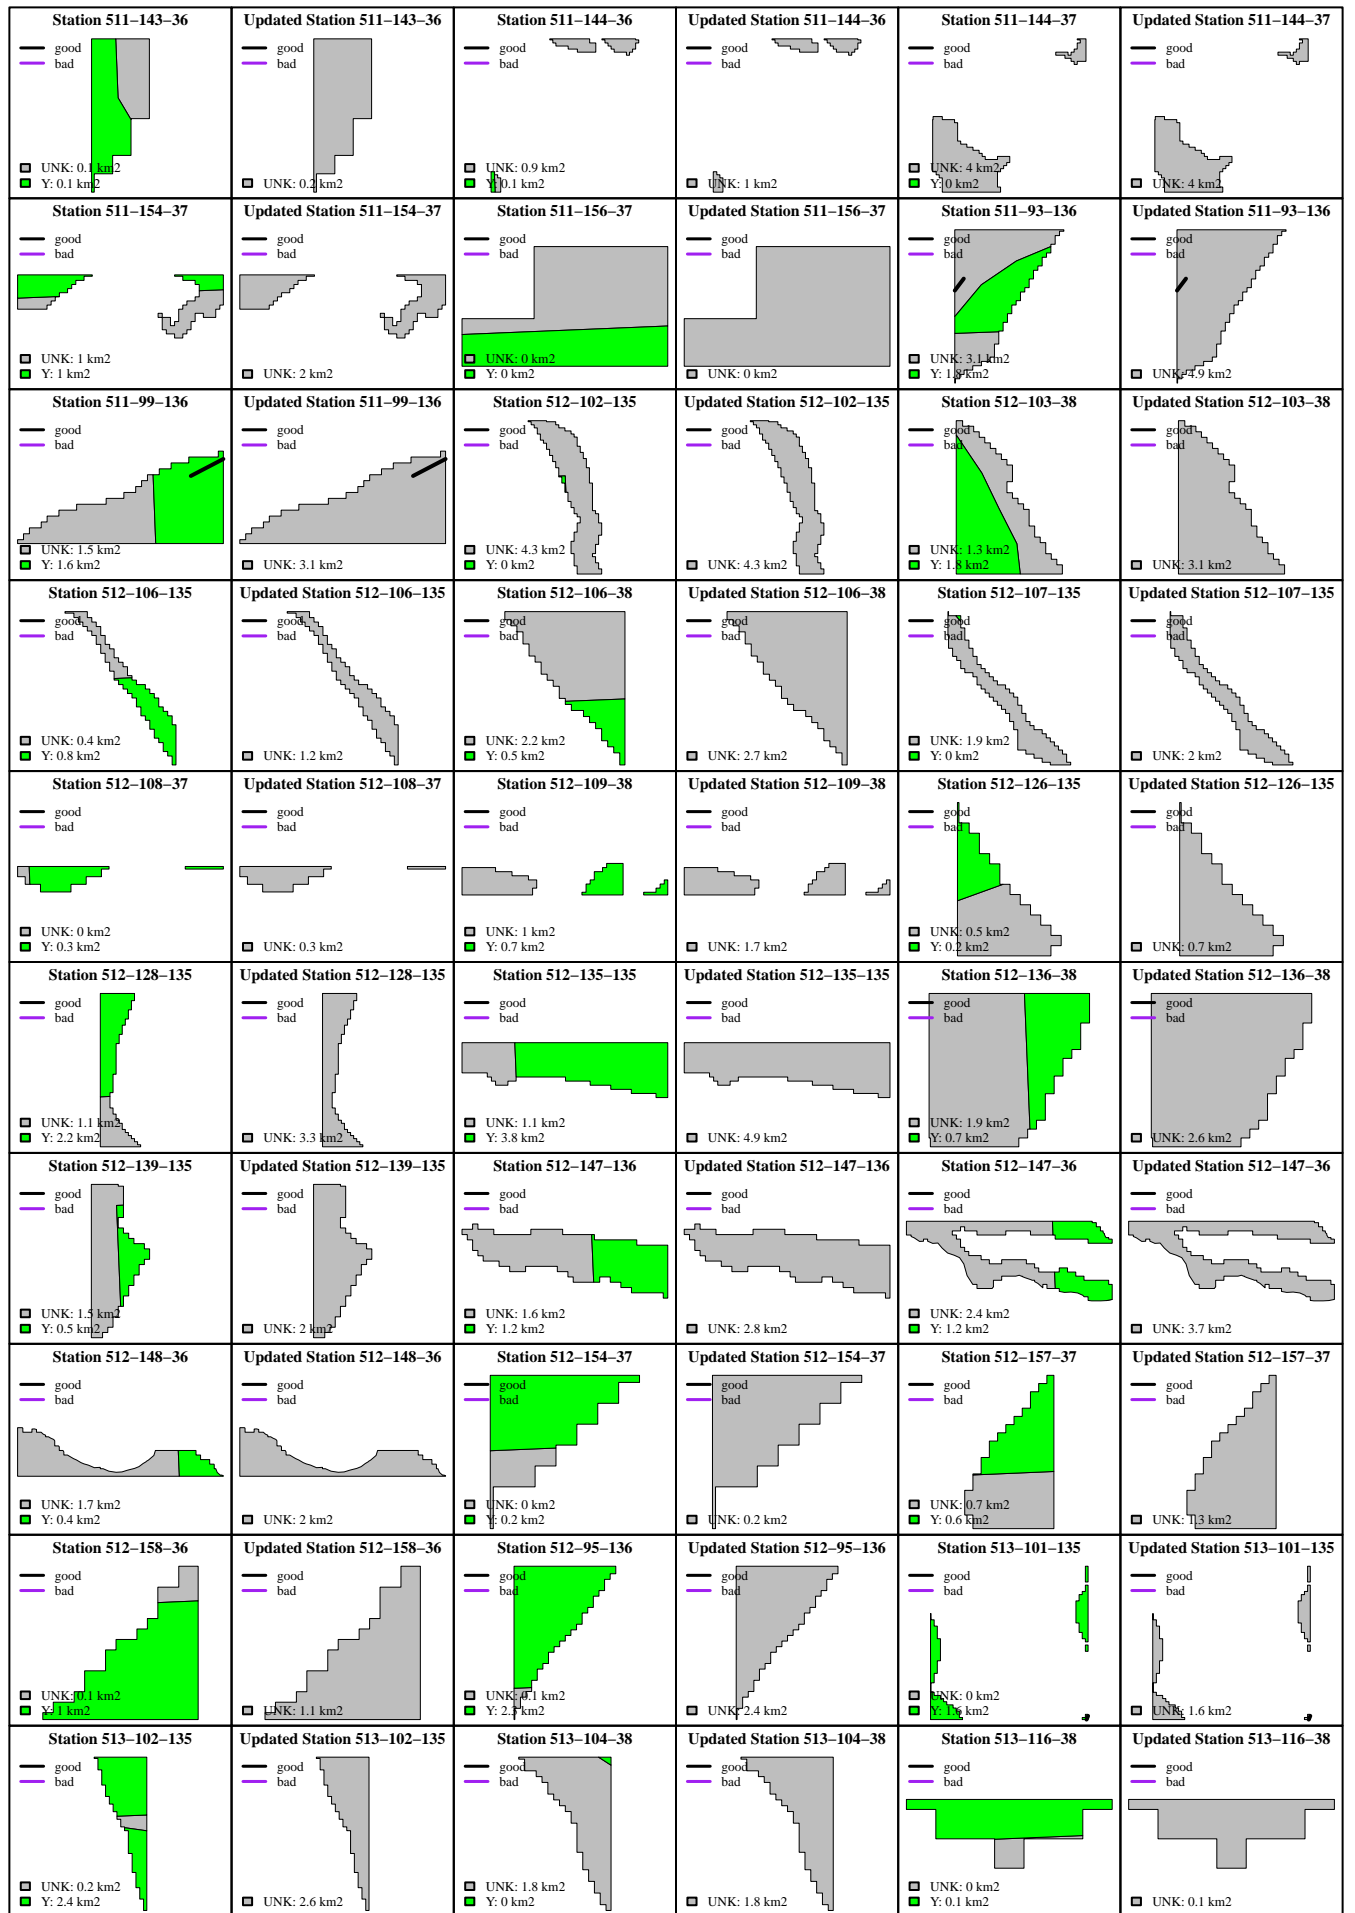 Station 511−143−36
good
bad
UNK: 0.1 km2
Y: 0.1 km2
Updated Station 511−143−36
good
bad
UNK: 0.2 km2
Station 511−144−36
good
bad
UNK: 0.9 km2
Y: 0.1 km2
Updated Station 511−144−36
good
bad
UNK: 1 km2
Station 511−144−37
good
bad
UNK: 4 km2
Y: 0 km2
Updated Station 511−144−37
good
bad
UNK: 4 km2
Station 511−154−37
good
bad
UNK: 1 km2
Y: 1 km2
Updated Station 511−154−37
good
bad
UNK: 2 km2
Station 511−156−37
good
bad
UNK: 0 km2
Y: 0 km2
Updated Station 511−156−37
good
bad
UNK: 0 km2
Station 511−93−136
good
bad
UNK: 3.1 km2
Y: 1.8 km2
Updated Station 511−93−136
good
bad
UNK: 4.9 km2
Station 511−99−136
good
bad
UNK: 1.5 km2
Y: 1.6 km2
Updated Station 511−99−136
good
bad
UNK: 3.1 km2
Station 512−102−135
good
bad
UNK: 4.3 km2
Y: 0 km2
Updated Station 512−102−135
good
bad
UNK: 4.3 km2
Station 512−103−38
good
bad
UNK: 1.3 km2
Y: 1.8 km2
Updated Station 512−103−38
good
bad
UNK: 3.1 km2
Station 512−106−135
good
bad
UNK: 0.4 km2
Y: 0.8 km2
Updated Station 512−106−135
good
bad
UNK: 1.2 km2
Station 512−106−38
good
bad
UNK: 2.2 km2
Y: 0.5 km2
Updated Station 512−106−38
good
bad
UNK: 2.7 km2
Station 512−107−135
good
bad
UNK: 1.9 km2
Y: 0 km2
Updated Station 512−107−135
good
bad
UNK: 2 km2
Station 512−108−37
good
bad
UNK: 0 km2
Y: 0.3 km2
Updated Station 512−108−37
good
bad
UNK: 0.3 km2
Station 512−109−38
good
bad
UNK: 1 km2
Y: 0.7 km2
Updated Station 512−109−38
good
bad
UNK: 1.7 km2
Station 512−126−135
good
bad
UNK: 0.5 km2
Y: 0.2 km2
Updated Station 512−126−135
good
bad
UNK: 0.7 km2
Station 512−128−135
good
bad
UNK: 1.1 km2
Y: 2.2 km2
Updated Station 512−128−135
good
bad
UNK: 3.3 km2
Station 512−135−135
good
bad
UNK: 1.1 km2
Y: 3.8 km2
Updated Station 512−135−135
good
bad
UNK: 4.9 km2
Station 512−136−38
good
bad
UNK: 1.9 km2
Y: 0.7 km2
Updated Station 512−136−38
good
bad
UNK: 2.6 km2
Station 512−139−135
good
bad
UNK: 1.5 km2
Y: 0.5 km2
Updated Station 512−139−135
good
bad
UNK: 2 km2
Station 512−147−136
good
bad
UNK: 1.6 km2
Y: 1.2 km2
Updated Station 512−147−136
good
bad
UNK: 2.8 km2
Station 512−147−36
good
bad
UNK: 2.4 km2
Y: 1.2 km2
Updated Station 512−147−36
good
bad
UNK: 3.7 km2
Station 512−148−36
good
bad
UNK: 1.7 km2
Y: 0.4 km2
Updated Station 512−148−36
good
bad
UNK: 2 km2
Station 512−154−37
good
bad
UNK: 0 km2
Y: 0.2 km2
Updated Station 512−154−37
good
bad
UNK: 0.2 km2
Station 512−157−37
good
bad
UNK: 0.7 km2
Y: 0.6 km2
Updated Station 512−157−37
good
bad
UNK: 1.3 km2
Station 512−158−36
good
bad
UNK: 0.1 km2
Y: 1 km2
Updated Station 512−158−36
good
bad
UNK: 1.1 km2
Station 512−95−136
good
bad
UNK: 0.1 km2
Y: 2.3 km2
Updated Station 512−95−136
good
bad
UNK: 2.4 km2
Station 513−101−135
good
bad
UNK: 0 km2
Y: 1.6 km2
Updated Station 513−101−135
good
bad
UNK: 1.6 km2
Station 513−102−135
good
bad
UNK: 0.2 km2
Y: 2.4 km2
Updated Station 513−102−135
good
bad
UNK: 2.6 km2
Station 513−104−38
good
bad
UNK: 1.8 km2
Y: 0 km2
Updated Station 513−104−38
good
bad
UNK: 1.8 km2
Station 513−116−38
good
bad
UNK: 0 km2
Y: 0.1 km2
Updated Station 513−116−38
good
bad
UNK: 0.1 km2